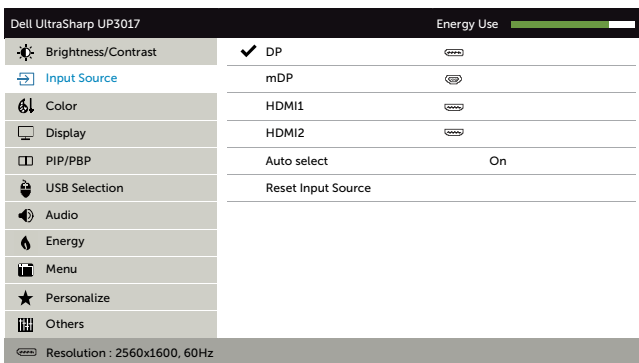 Dell UltraSharp UP3017 Energy Use
Brightness/Contrast DP
Input Source mDP
Color HDMI1
Display HDMI2
PIP/PBP Auto select On
USB Selection Reset Input Source
Audio
Energy
Menu
Personalize
Others
Resolution : 2560x1600, 60Hz